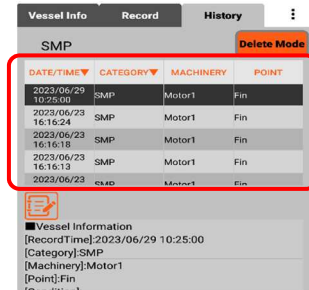 Vessel Info Record History
SMP Delete Mode
DATE/TIME▼ CATEGORY▼ MACHINERY POINT
2023/06/29 10:25:00 SMP Motor1 Fin
2023/06/23 16:16:24 SMP Motor1 Fin
2023/06/23 16:16:18 SMP Motor1 Fin
2023/06/23 16:16:13 SMP Motor1 Fin
2023/06/23 SMP Motor1 Fin
■Vessel Information
[RecordTime]:2023/06/29 10:25:00
[Category]:SMP
[Machinery]:Motor1
[Point]:Fin